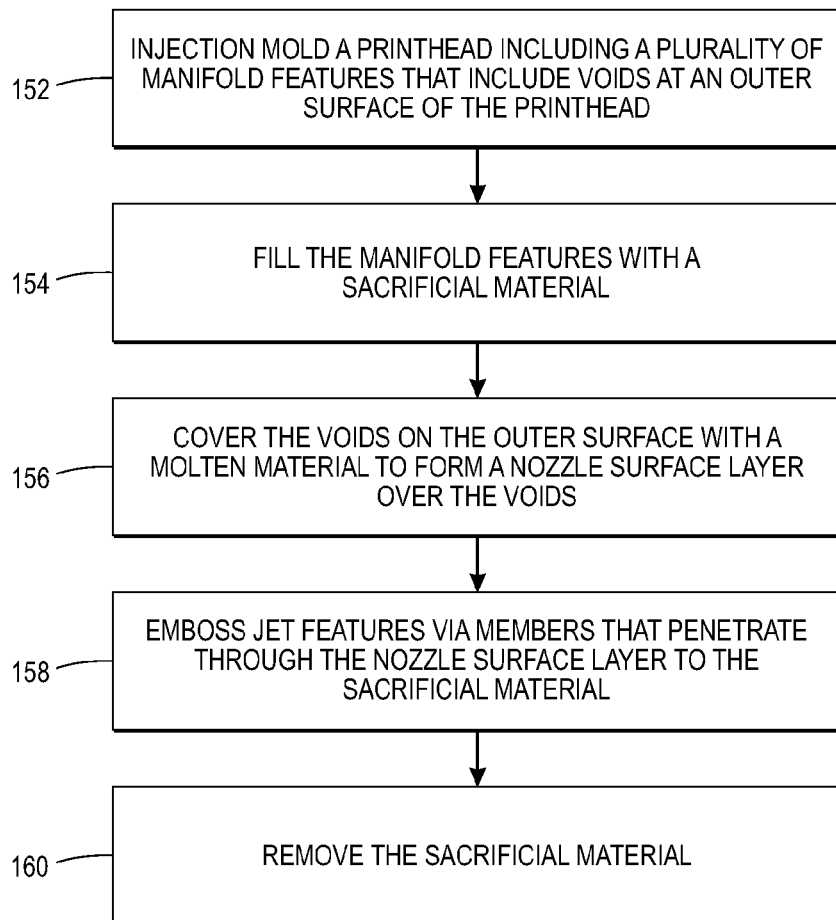 152
INJECTION MOLD A PRINTHEAD INCLUDING A PLURALITY OF
MANIFOLD FEATURES THAT INCLUDE VOIDS AT AN OUTER
SURFACE OF THE PRINTHEAD
154
FILL THE MANIFOLD FEATURES WITH A
SACRIFICIAL MATERIAL
156
COVER THE VOIDS ON THE OUTER SURFACE WITH A
MOLTEN MATERIAL TO FORM A NOZZLE SURFACE LAYER
OVER THE VOIDS
158
EMBOSS JET FEATURES VIA MEMBERS THAT PENETRATE
THROUGH THE NOZZLE SURFACE LAYER TO THE
SACRIFICIAL MATERIAL
160
REMOVE THE SACRIFICIAL MATERIAL